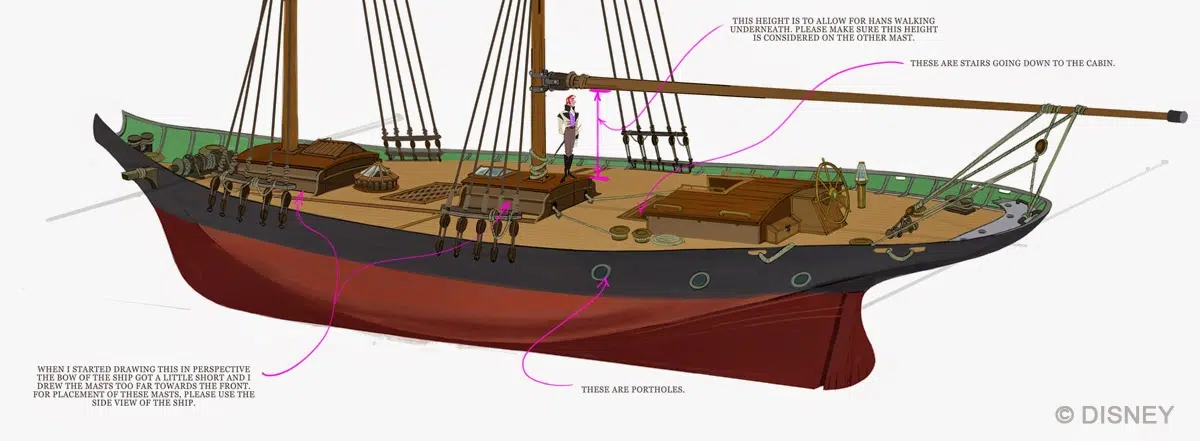 THIS HEIGHT IS TO ALLOW FOR HANS WALKING
UNDERNEATH. PLEASE MAKE SURE THIS HEIGHT
IS CONSIDERED ON THE OTHER MAST.
THESE ARE STAIRS GOING DOWN TO THE CABIN.
WHEN I STARTED DRAWING THIS IN PERSPECTIVE
THE BOW OF THE SHIP GOT A LITTLE SHORT AND I
DREW THE MASTS TOO FAR TOWARDS THE FRONT.
FOR PLACEMENT OF THESE MASTS, PLEASE USE THE
SIDE VIEW OF THE SHIP.
THESE ARE PORTHOLES.
© DISNEY